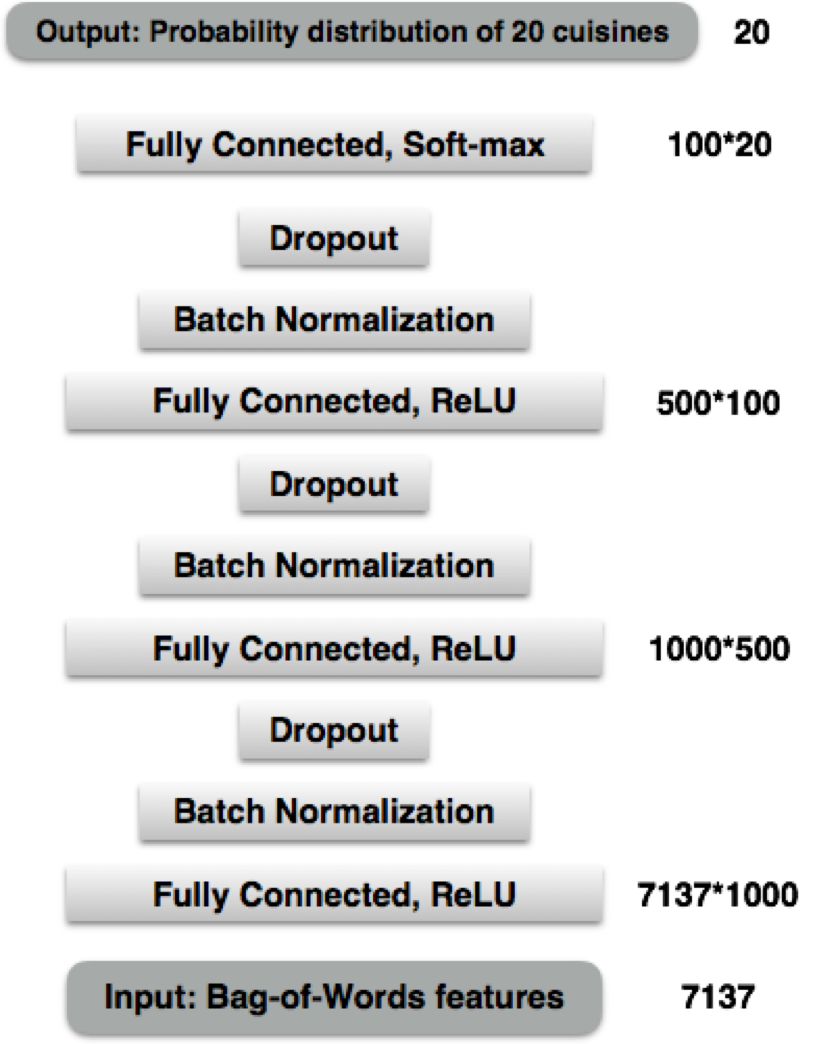 Output: Probability distribution of 20 cuisines 20
Fully Connected, Soft-max 100*20
Dropout
Batch Normalization
Fully Connected, ReLU 500*100
Dropout
Batch Normalization
Fully Connected, ReLU 1000*500
Dropout
Batch Normalization
Fully Connected, ReLU 7137*1000
Input: Bag-of-Words features 7137